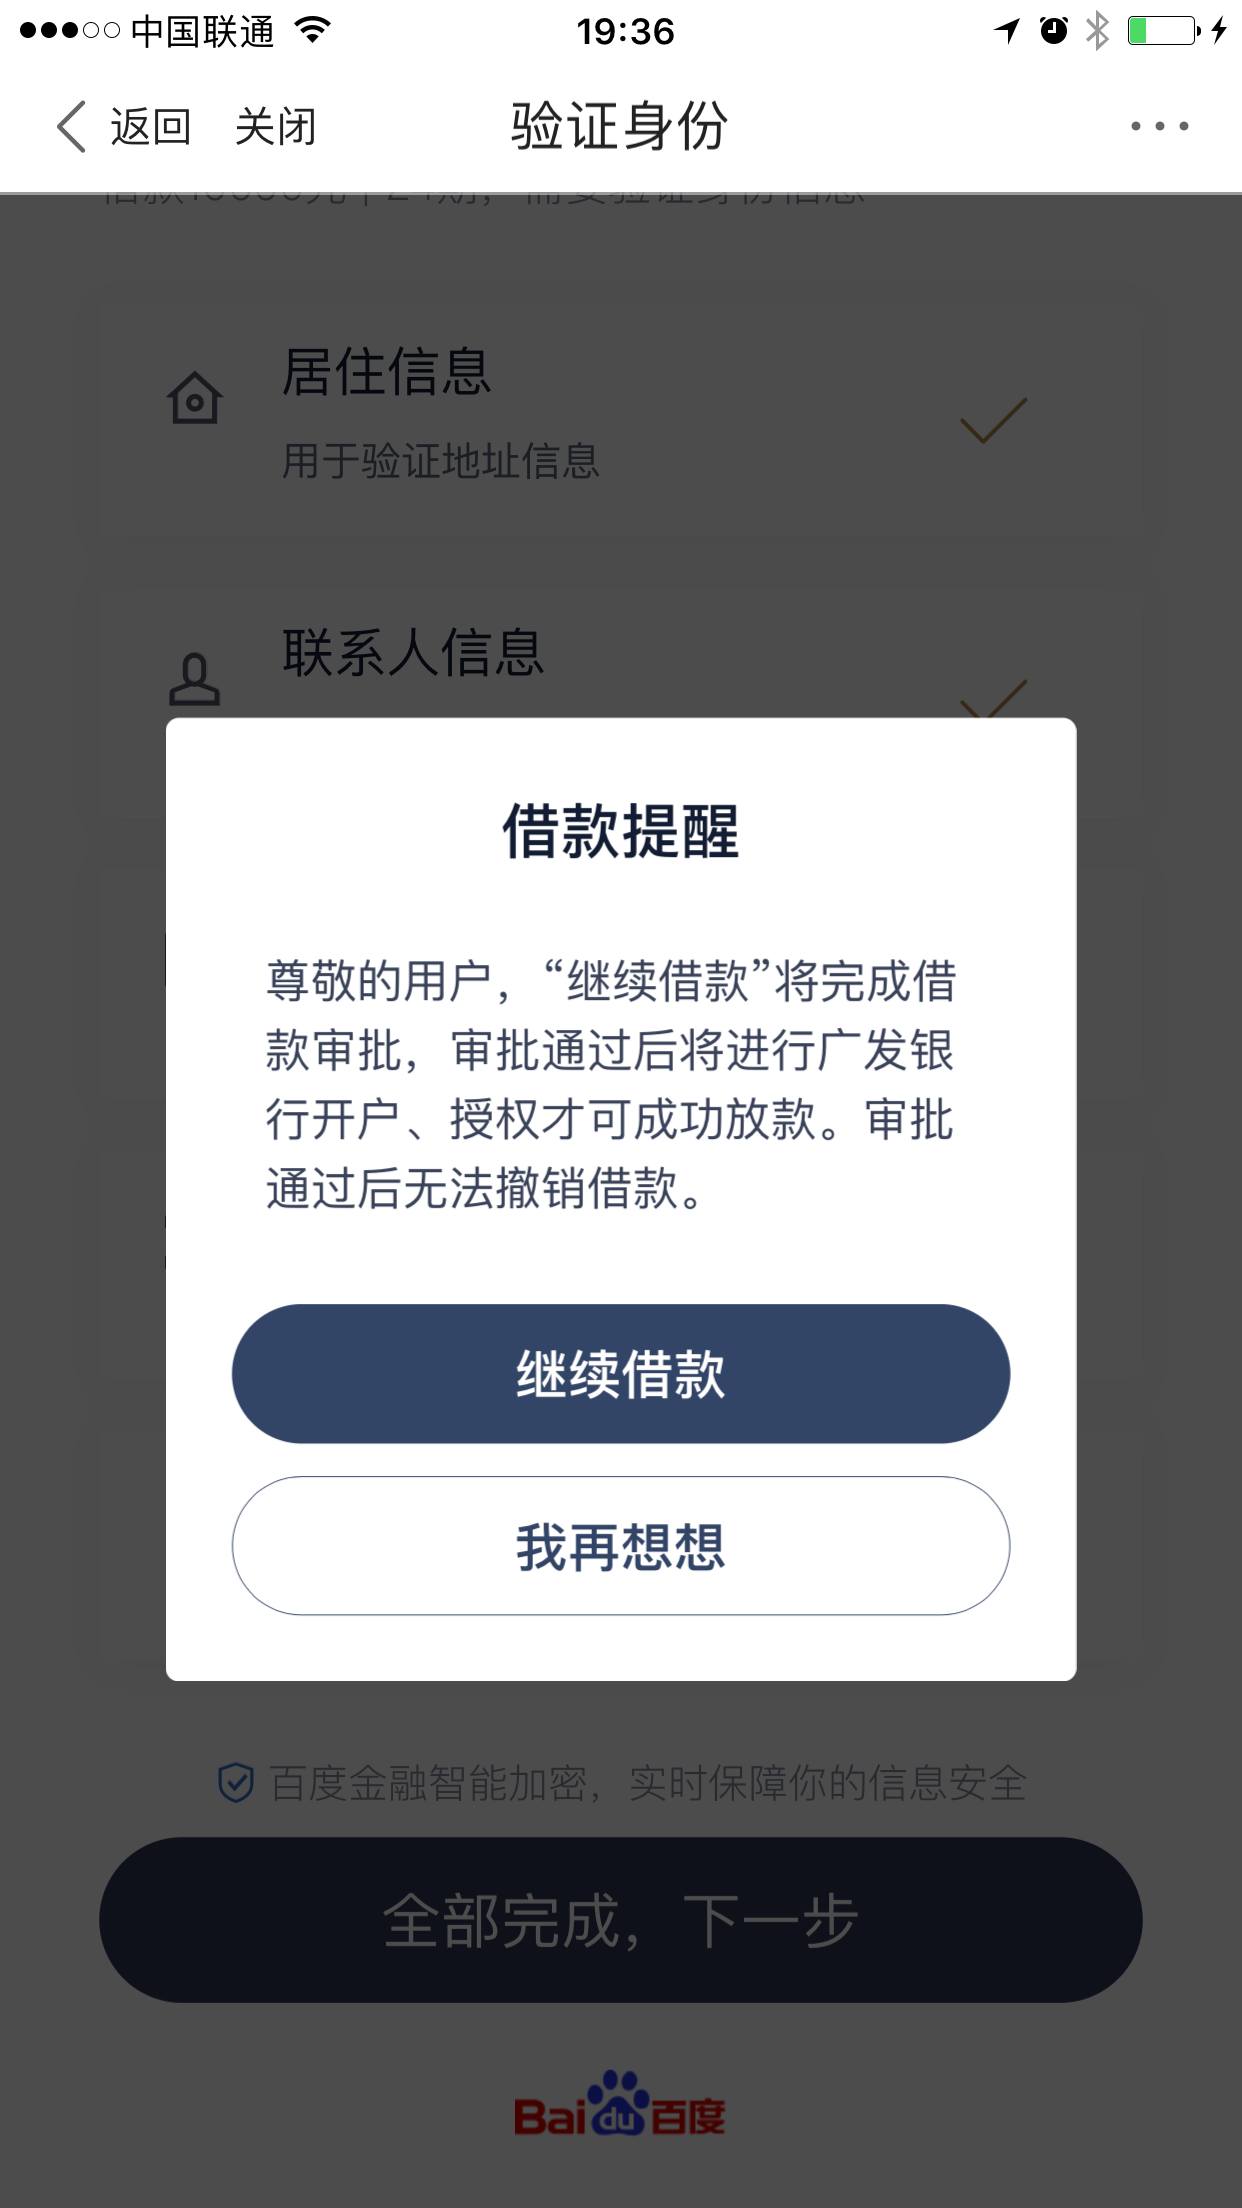 中国联通
19:36
返回 关闭 验证身份
居住信息
用于验证地址信息
联系人信息
借款提醒
尊敬的用户，“继续借款”将完成借
款审批，审批通过后将进行广发银
行开户、授权才可成功放款。审批
通过后无法撤销借款。
继续借款
我再想想
百度金融智能加密，实时保障你的信息安全
全部完成，下一步
Baidu百度